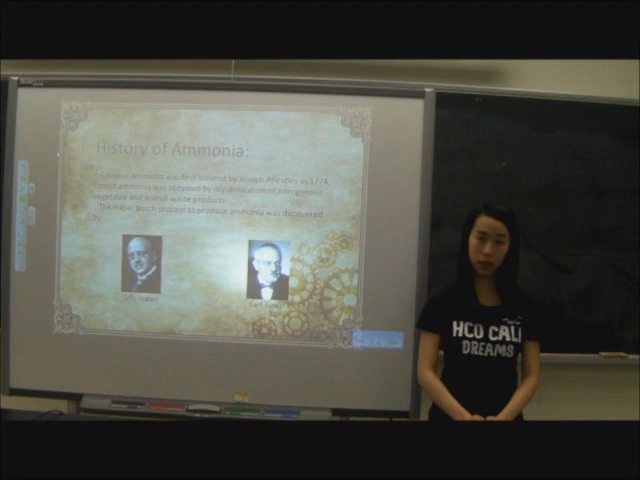 History of Ammonia:
Gaseous ammonia was first isolated by Joseph Priestley in 1774.
most ammonia was obtained by dry distillation of nitrogenous
vegetable and animal waste products
The Haber Bosch process to produce ammonia was discovered
by
Fritz Haber
Carl
HCO CALI
DREAMS